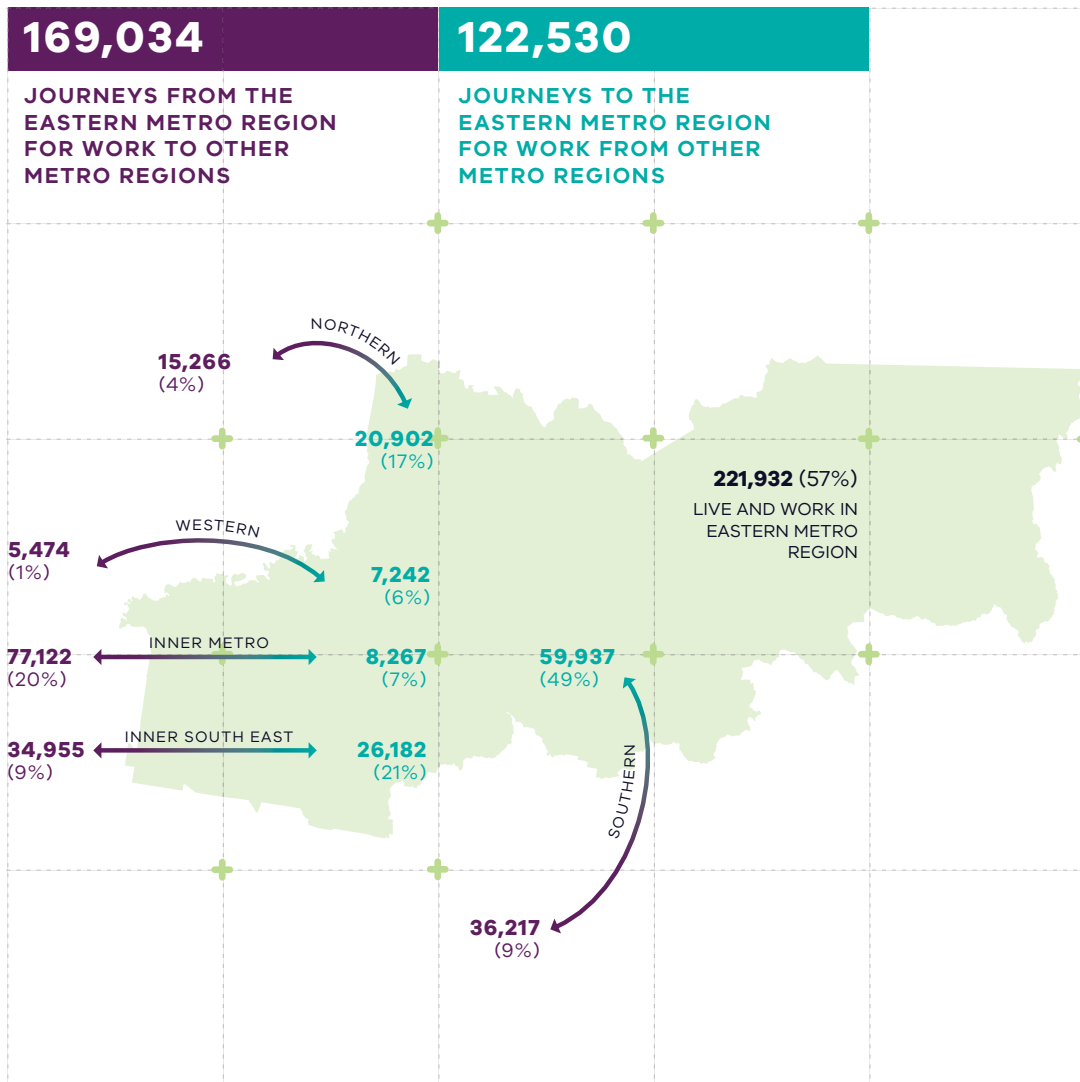 169,034
JOURNEYS FROM THE
EASTERN METRO REGION
FOR WORK TO OTHER
METRO REGIONS
122,530
JOURNEYS TO THE
EASTERN METRO REGION
FOR WORK FROM OTHER
METRO REGIONS
NORTHERN
15,266
(4%)
20,902
(17%)
221,932 (57%)
LIVE AND WORK IN
EASTERN METRO
REGION
WESTERN
5,474
(1%)
7,242
(6%)
INNER METRO
77,122
(20%)
8,267
(7%)
59,937
(49%)
INNER SOUTH EAST
34,955
(9%)
26,182
(21%)
SOUTHERN
36,217
(9%)